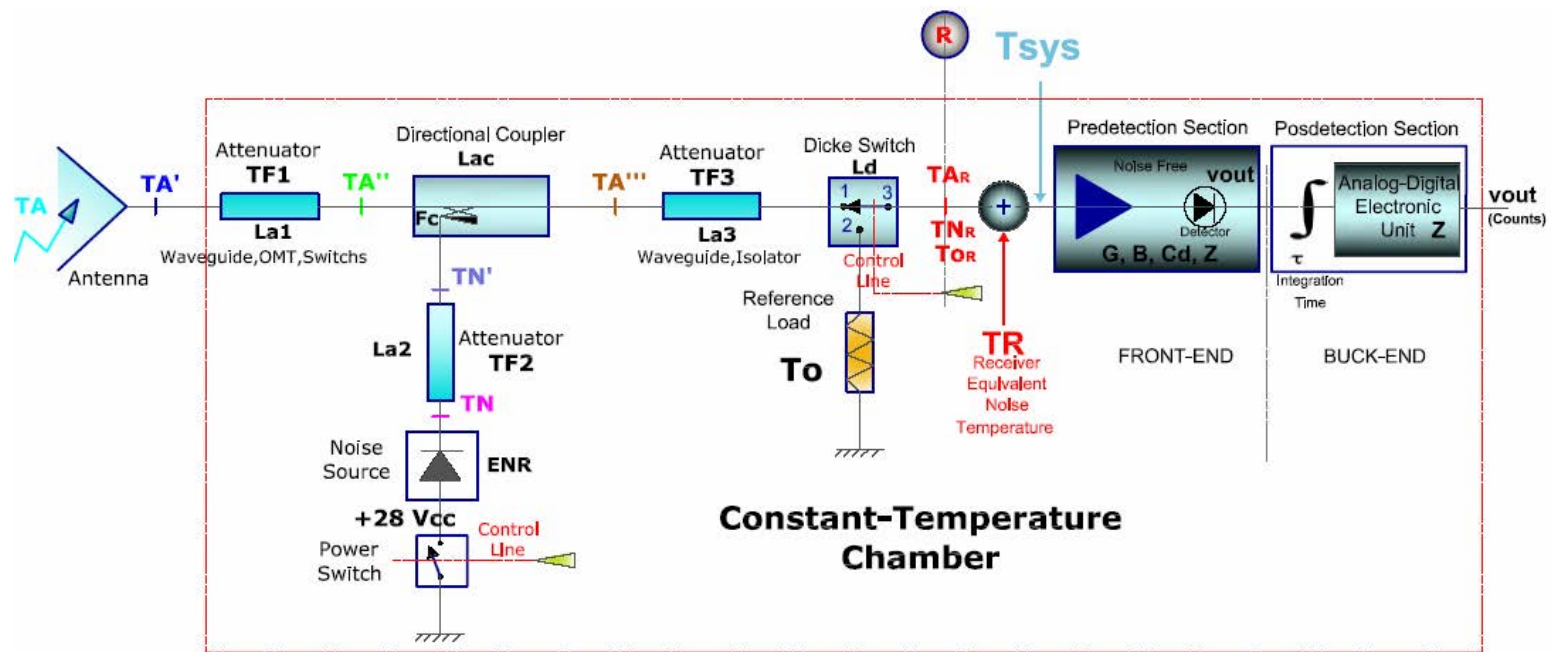 R
Tsys
Attenuator
TF1
Directional Coupler
Lac
Attenuator
TF3
Dicke Switch
Ld
Predetection Section
Posdetection Section
TA
TA'
TA''
TA'''
1
3
2
TAR
Noise Free
vout
Detector
Analog-Digital
Electronic
Unit Z
vout
(Counts)
Fc
+
TNR
TOR
La1
Waveguide,OMT,Switchs
La3
Waveguide,Isolator
G, B, Cd, Z
τ
Integration
Time
Antenna
TN'
Control
Line
Reference
Load
To
TR
Receiver
Equivalent
Noise
Temperature
FRONT-END
BUCK-END
La2
Attenuator
TF2
TN
Noise
Source
ENR
+28 Vcc
Power
Switch
Control
Line
Constant-Temperature
Chamber